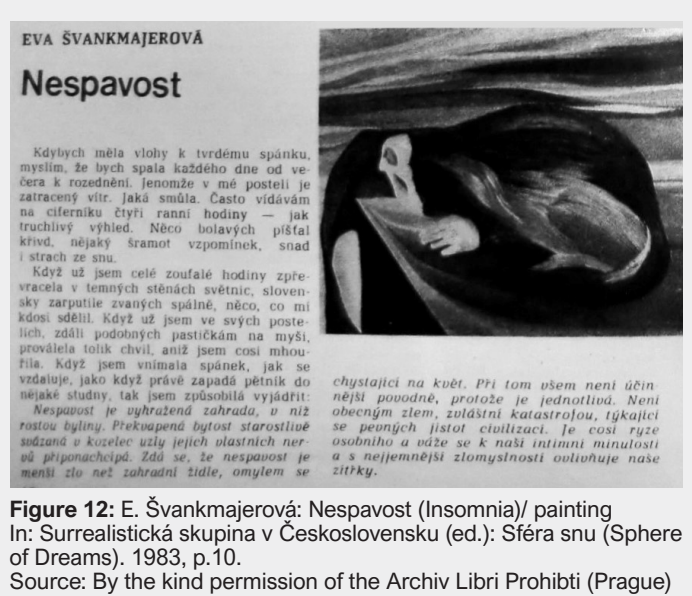 EVA ŠVANKMAJEROVÁ
Nespavost
Kdybych měla vlohy k tvrdému spánku,
myslím, že bych spala každého dne od ve-
čera k rozednění. Jenomže v mé posteli je
zatracený vítr. Jaká smůla. Často vídávám
na ciferníku čtyři ranní hodiny — jak
truchlivý výhled. Něco bolavých píšťal
křivd, nějaký šramot vzpomínek, snad
i strach ze snu.
Když už jsem celé zoufalé hodiny zpře-
vracela v temných stěnách světnic, sloven-
sky zarputile zvaných spálně, něco, co mi
kdosi sdělil. Když už jsem ve svých poste-
lích, zdáli podobných pastičkám na myši,
proválela tolik chvil, aniž jsem cosi mhou-
řila. Když jsem vnímala spánek, jak se
vzdaluje, jako když právě zapadá pětník do
nějaké studny, tak jsem způsobilá vyjádřit:
Nespavost je vyhražená zahrada, v níž
rostou byliny. Překvapená bytost starostlivě
svázaná v kozelec uzly jejich vlastních ner-
vů Zdá se, že nespavost je
menší zlo než zahradní židle, omylem se
chystající na květ. Při tom všem není účin-
nější povodně, protože je jednotlivá. Není
obecným zlem, zvláštní katastrofou, týkající
se pevných jistot civilizací. Je cosi ryze
osobního a váže se k naší intimní minulosti
a s nejjemnější zlomyslností ovlivňuje naše
zítřky.
Figure 12: E. Švankmajerová: Nespavost (Insomnia)/ painting
In: Surrealistická skupina v Československu (ed.): Sféra snu (Sphere
of Dreams). 1983, p.10.
Source: By the kind permission of the Archiv Libri Prohibti (Prague)